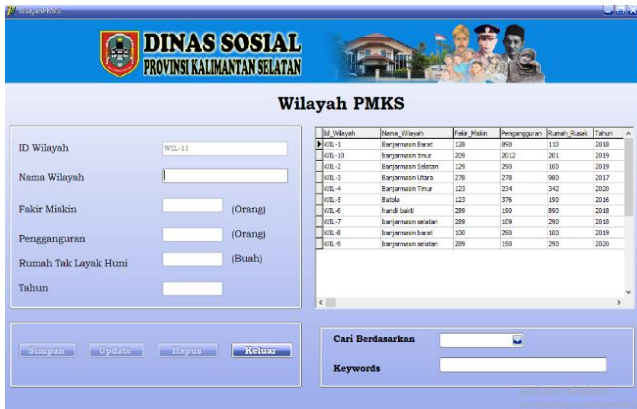 WilayahPMKS
DINAS SOSIAL
PROVINSI KALIMANTAN SELATAN
Wilayah PMKS
ID Wilayah WIL-11
Nama Wilayah
Fakir Miskin (Orang)
Pengganguran (Orang)
Rumah Tak Layak Huni (Buah)
Tahun
Simpan Update Hapus Keluar
Id_Wilayah Nama_Wilayah Fakir_Miskin Pengangguran Rumah_Rusak Tahun
WIL-1 Banjarmasin Barat 128 890 110 2018
WIL-10 banjarmasin timur 209 2012 201 2019
WIL-2 Banjarmasin Selatan 129 290 100 2019
WIL-3 Banjarmasin Utara 278 278 980 2017
WIL-4 Banjarmasin Timur 123 234 342 2020
WIL-5 Batola 123 376 190 2016
WIL-6 handil bakti 289 190 890 2018
WIL-7 banjarmasin selatan 289 109 290 2018
WIL-8 banjarmasin barat 100 290 100 2019
WIL-9 banjarmasin selatan 289 190 290 2020
Cari Berdasarkan
Keywords